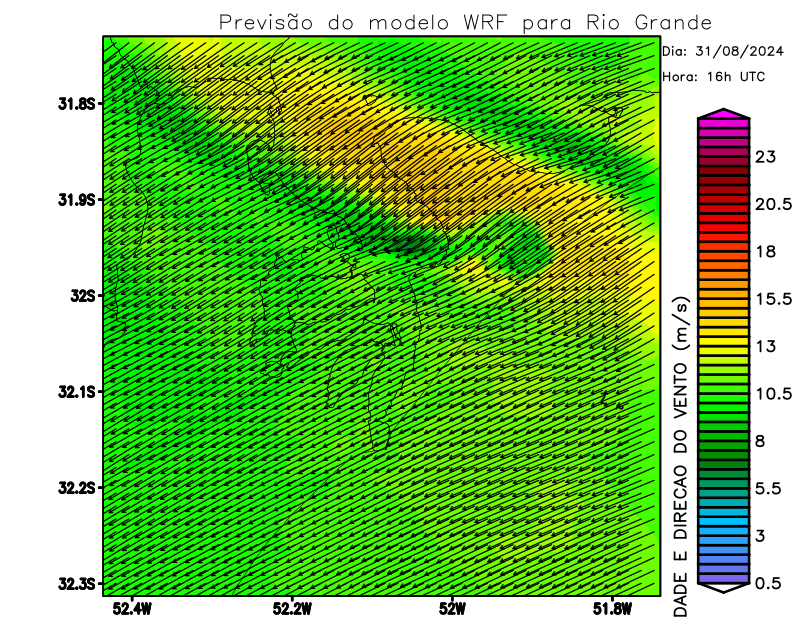 Previsão do modelo WRF para Rio Grande
Dia: 31/08/2024
Hora: 16h UTC
31.8S
31.9S
32S
32.1S
32.2S
32.3S
52.4W
52.2W
52W
51.8W
DADE E DIRECAO DO VENTO (m/s)
23
20.5
18
15.5
13
10.5
8
5.5
3
0.5